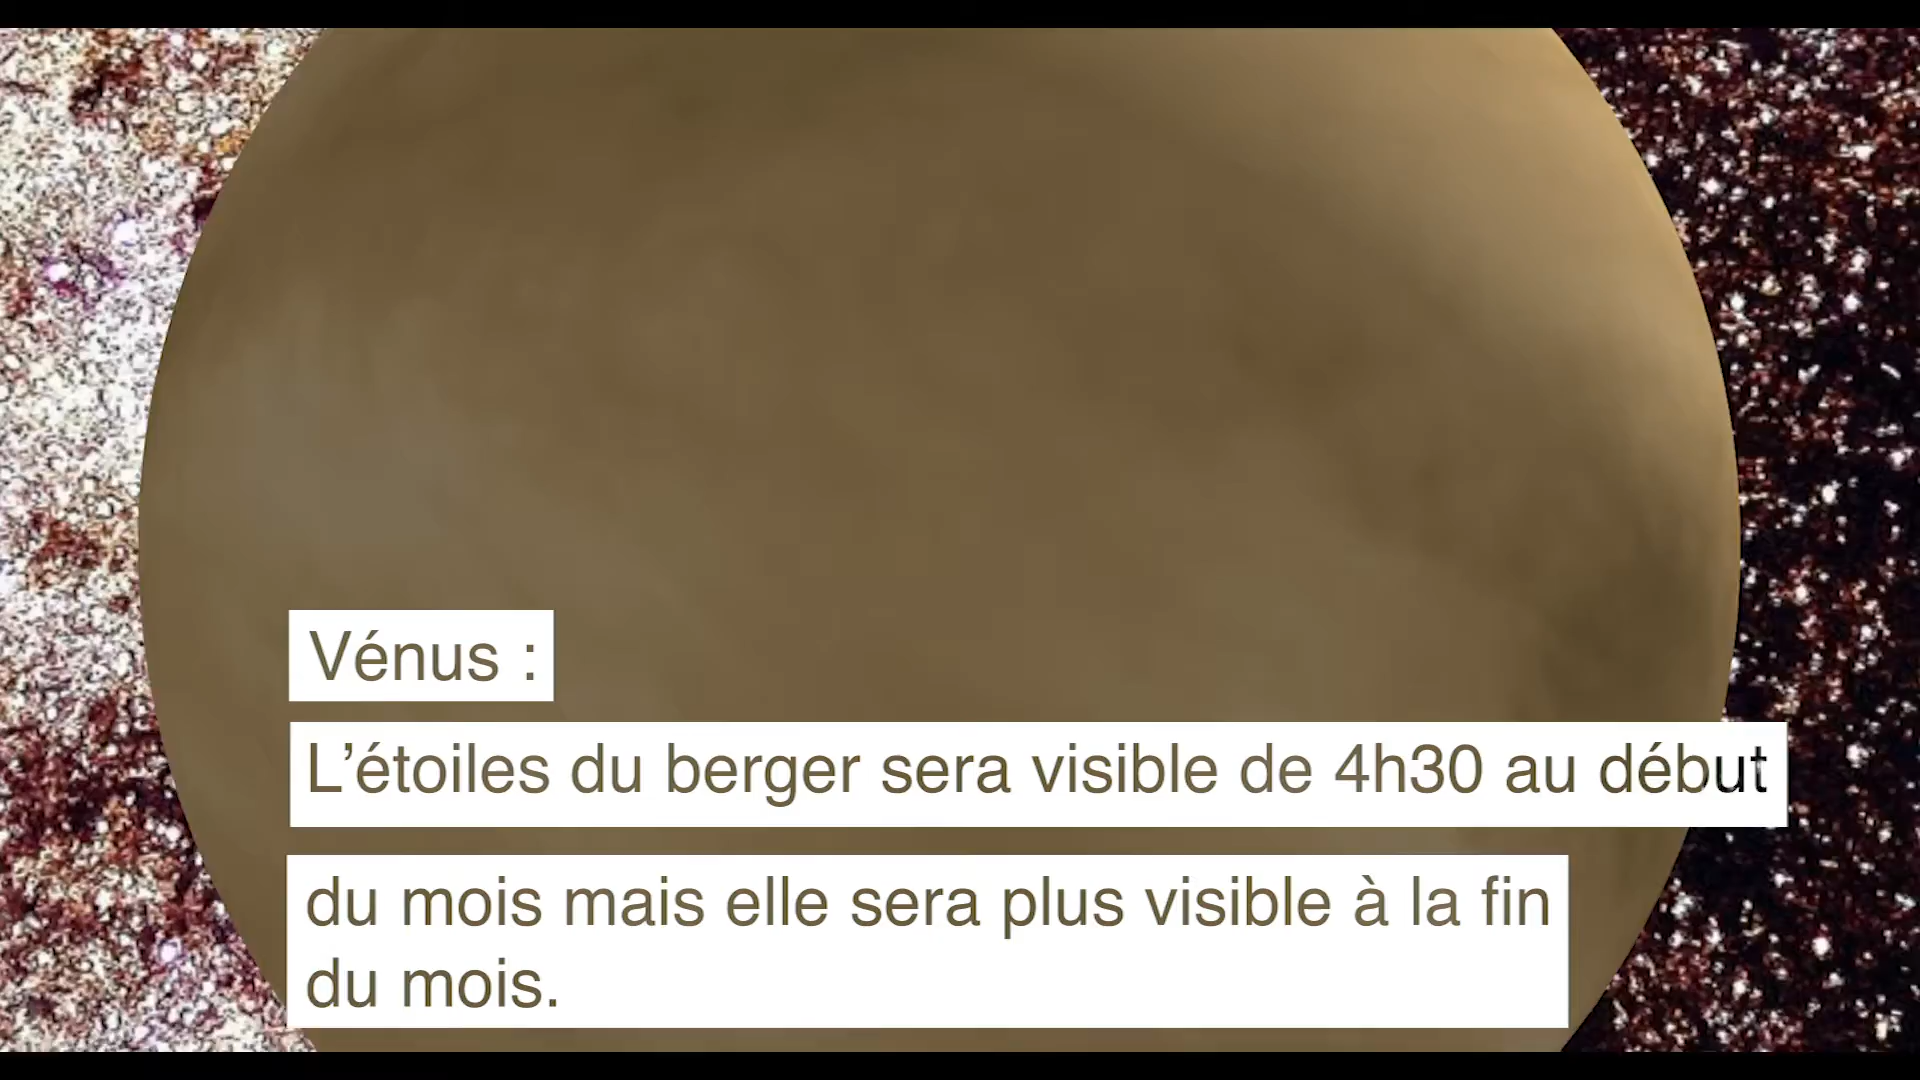 Vénus :
L’étoiles du berger sera visible de 4h30 au début
du mois mais elle sera plus visible à la fin
du mois.